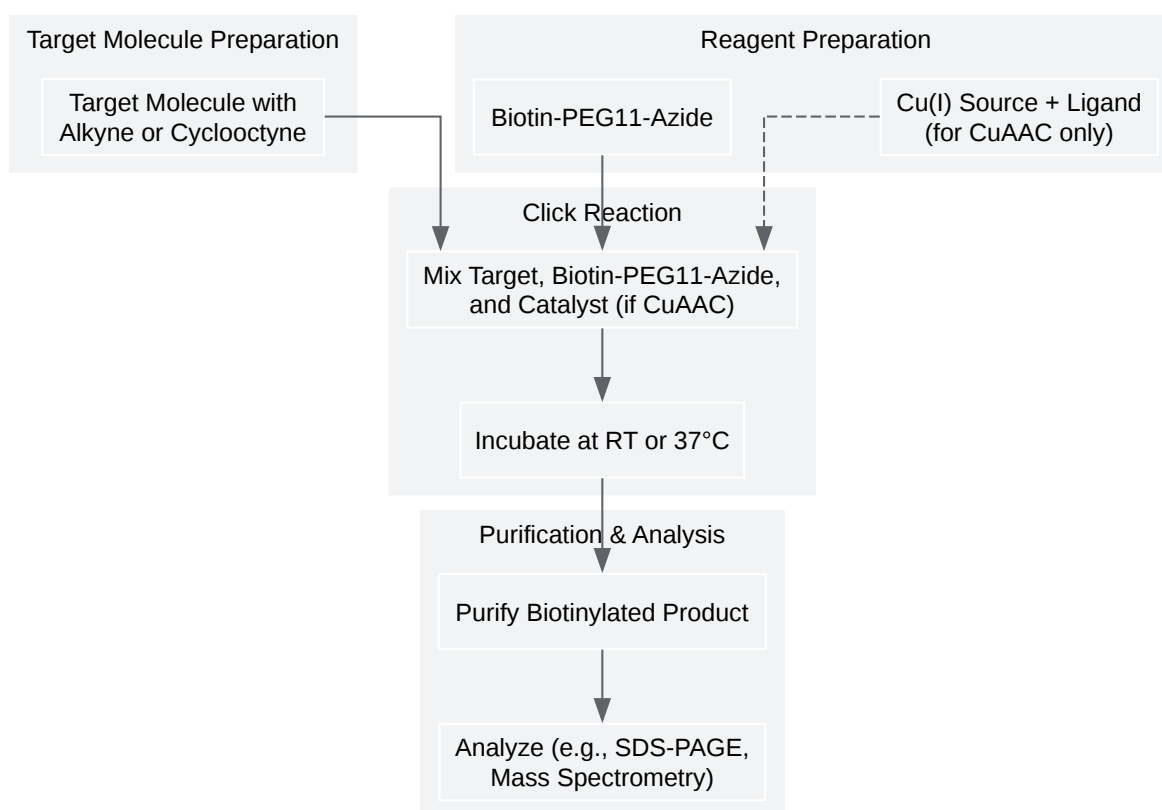 Target Molecule Preparation
Reagent Preparation
Target Molecule with
Alkyne or Cyclooctyne
Biotin-PEG11-Azide
Cu(I) Source + Ligand
(for CuAAC only)
Click Reaction
Mix Target, Biotin-PEG11-Azide,
and Catalyst (if CuAAC)
Incubate at RT or 37°C
Purification & Analysis
Purify Biotinylated Product
Analyze (e.g., SDS-PAGE,
Mass Spectrometry)